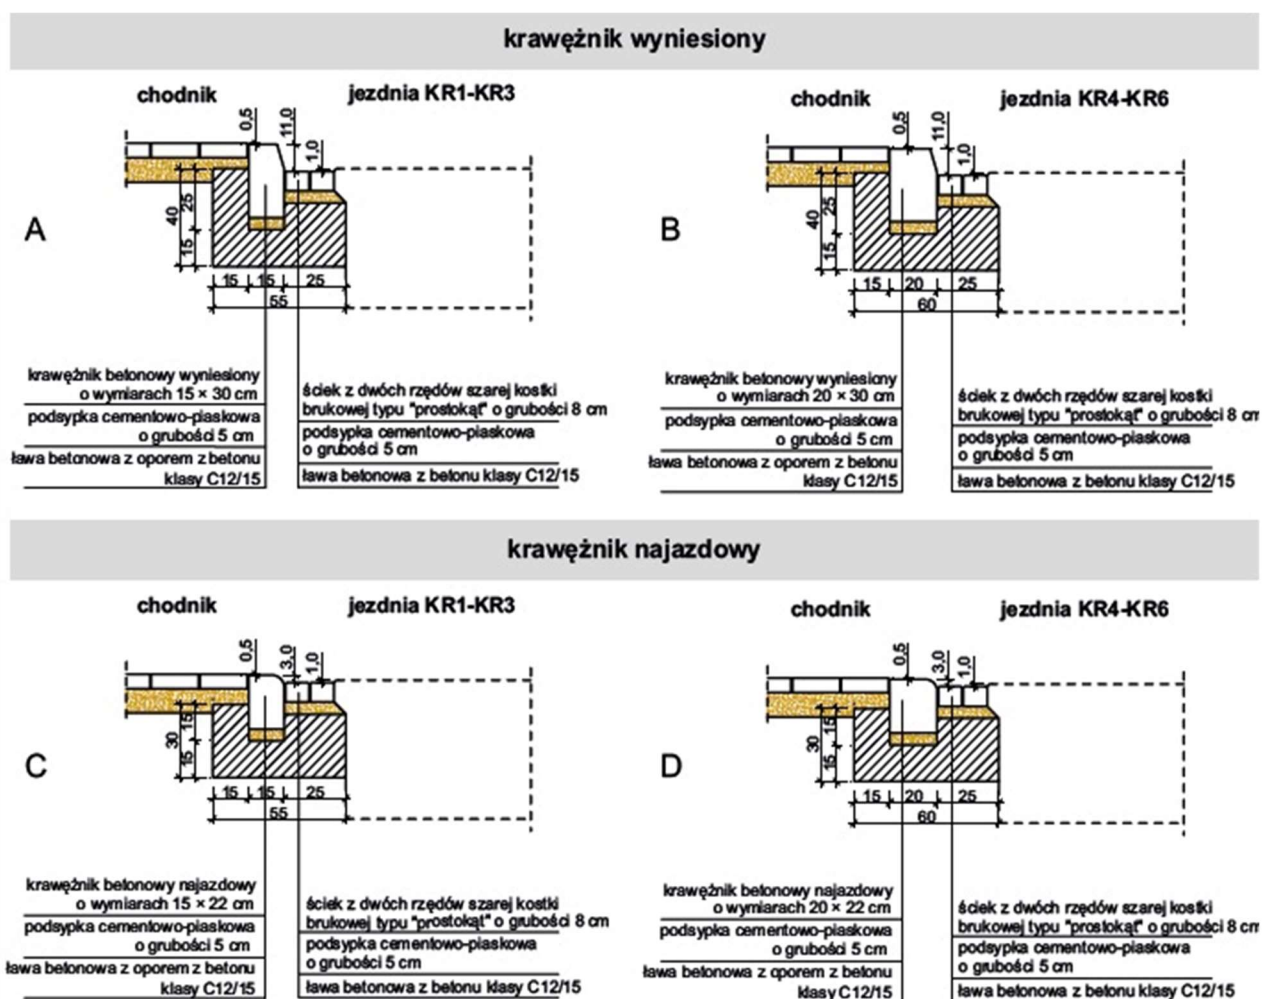 krawężnik wyniesiony
chodnik
jezdnia KR1-KR3
0,5
11,0
1,0
A
40
25
15
15
15
25
55
krawężnik betonowy wyniesiony
o wymiarach 15 × 30 cm
podsypka cementowo-piaskowa
o grubości 5 cm
ława betonowa z oporem z betonu
klasy C12/15
ściek z dwóch rzędów szarej kostki
brukowej typu "prostokąt" o grubości 8 cm
podsypka cementowo-piaskowa
o grubości 5 cm
ława betonowa z betonu klasy C12/15
chodnik
jezdnia KR4-KR6
0,5
11,0
1,0
B
40
25
15
15
20
25
60
krawężnik betonowy wyniesiony
o wymiarach 20 × 30 cm
podsypka cementowo-piaskowa
o grubości 5 cm
ława betonowa z oporem z betonu
klasy C12/15
ściek z dwóch rzędów szarej kostki
brukowej typu "prostokąt" o grubości 8 cm
podsypka cementowo-piaskowa
o grubości 5 cm
ława betonowa z betonu klasy C12/15
krawężnik najazdowy
chodnik
jezdnia KR1-KR3
0,5
3,0
1,0
C
30
15
15
15
15
25
55
krawężnik betonowy najazdowy
o wymiarach 15 × 22 cm
podsypka cementowo-piaskowa
o grubości 5 cm
ława betonowa z oporem z betonu
klasy C12/15
ściek z dwóch rzędów szarej kostki
brukowej typu "prostokąt" o grubości 8 cm
podsypka cementowo-piaskowa
o grubości 5 cm
ława betonowa z betonu klasy C12/15
chodnik
jezdnia KR4-KR6
0,5
3,0
1,0
D
30
15
15
15
20
25
60
krawężnik betonowy najazdowy
o wymiarach 20 × 22 cm
podsypka cementowo-piaskowa
o grubości 5 cm
ława betonowa z oporem z betonu
klasy C12/15
ściek z dwóch rzędów szarej kostki
brukowej typu "prostokąt" o grubości 8 cm
podsypka cementowo-piaskowa
o grubości 5 cm
ława betonowa z betonu klasy C12/15